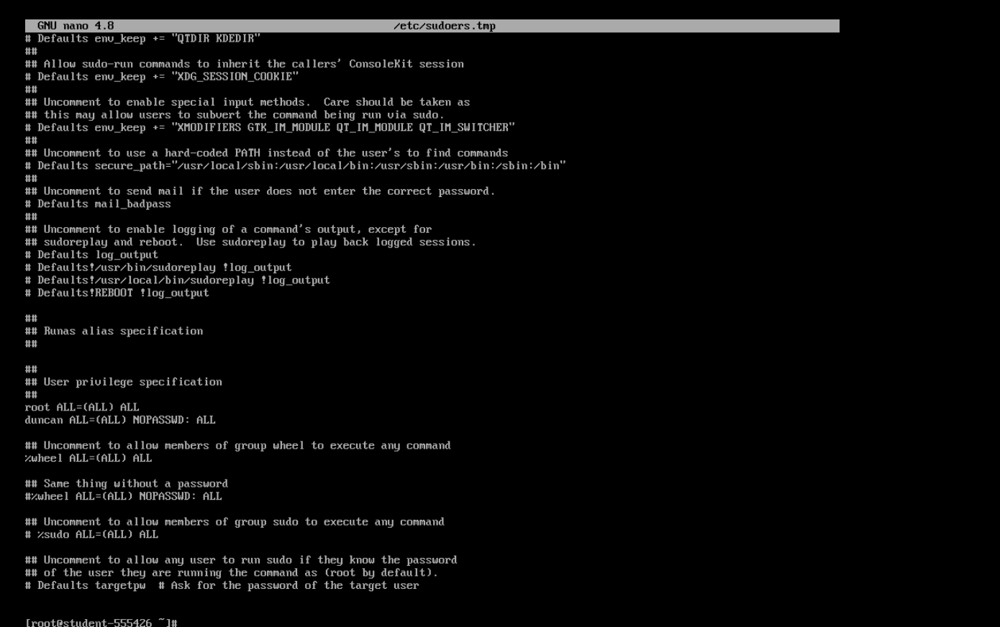 GNU nano 4.8 /etc/sudoers.tmp
# Defaults env_keep += "QTDIR KDEDIR"
##
## Allow sudo-run commands to inherit the callers' ConsoleKit session
# Defaults env_keep += "XDG_SESSION_COOKIE"
##
## Uncomment to enable special input methods.  Care should be taken as
## this may allow users to subvert the command being run via sudo.
# Defaults env_keep += "XMODIFIERS GTK_IM_MODULE QT_IM_MODULE QT_IM_SWITCHER"
##
## Uncomment to use a hard-coded PATH instead of the user's to find commands
# Defaults secure_path="/usr/local/sbin:/usr/local/bin:/usr/sbin:/usr/bin:/sbin:/bin"
##
## Uncomment to send mail if the user does not enter the correct password.
# Defaults mail_badpass
##
## Uncomment to enable logging of a command's output, except for
## sudoreplay and reboot.  Use sudoreplay to play back logged sessions.
# Defaults log_output
# Defaults!/usr/bin/sudoreplay !log_output
# Defaults!/usr/local/bin/sudoreplay !log_output
# Defaults!REBOOT !log_output
##
## Runas alias specification
##
##
## User privilege specification
##
root ALL=(ALL) ALL
duncan ALL=(ALL) NOPASSWD: ALL
## Uncomment to allow members of group wheel to execute any command
%wheel ALL=(ALL) ALL
## Same thing without a password
#%wheel ALL=(ALL) NOPASSWD: ALL
## Uncomment to allow members of group sudo to execute any command
# %sudo ALL=(ALL) ALL
## Uncomment to allow any user to run sudo if they know the password
## of the user they are running the command as (root by default).
# Defaults targetpw  # Ask for the password of the target user
[root@student-555426 ~]#